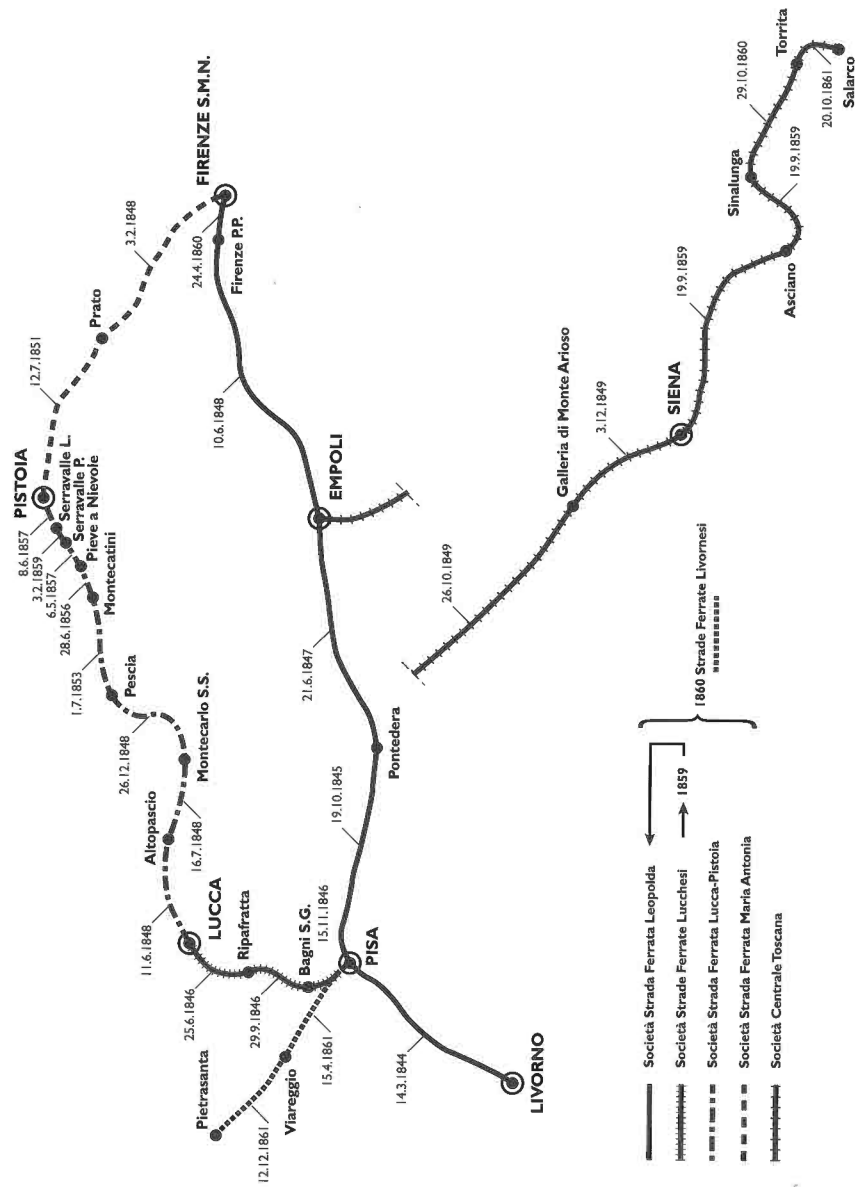 Pietrasanta
12.12.1861
Viareggio
15.4.1861
25.6.1846
29.9.1846
LUCCA
Ripafratta
Bagni S.G.
15.11.1846
PISA
14.3.1844
LIVORNO
11.6.1848
Altopascio
16.7.1848
Montecarlo S.S.
26.12.1848
Pescia
1.7.1853
Montecatini
28.6.1856
Pieve a Nievole
6.5.1857
Serravalle P.
3.2.1859
Serravalle L.
8.6.1857
PISTOIA
12.7.1851
Prato
3.2.1848
FIRENZE S.M.N.
24.4.1860
Firenze P.P.
10.6.1848
EMPOLI
21.6.1847
Pontedera
19.10.1845
26.10.1849
Galleria di Monte Arioso
3.12.1849
SIENA
19.9.1859
Asciano
19.9.1859
Sinalunga
29.10.1860
Torrita
20.10.1861
Salarco
Società Strada Ferrata Leopolda
Società Strade Ferrate Lucchesi
1859
Società Strada Ferrata Lucca-Pistoia
Società Strada Ferrata Maria Antonia
Società Centrale Toscana
1860 Strade Ferrate Livornesi